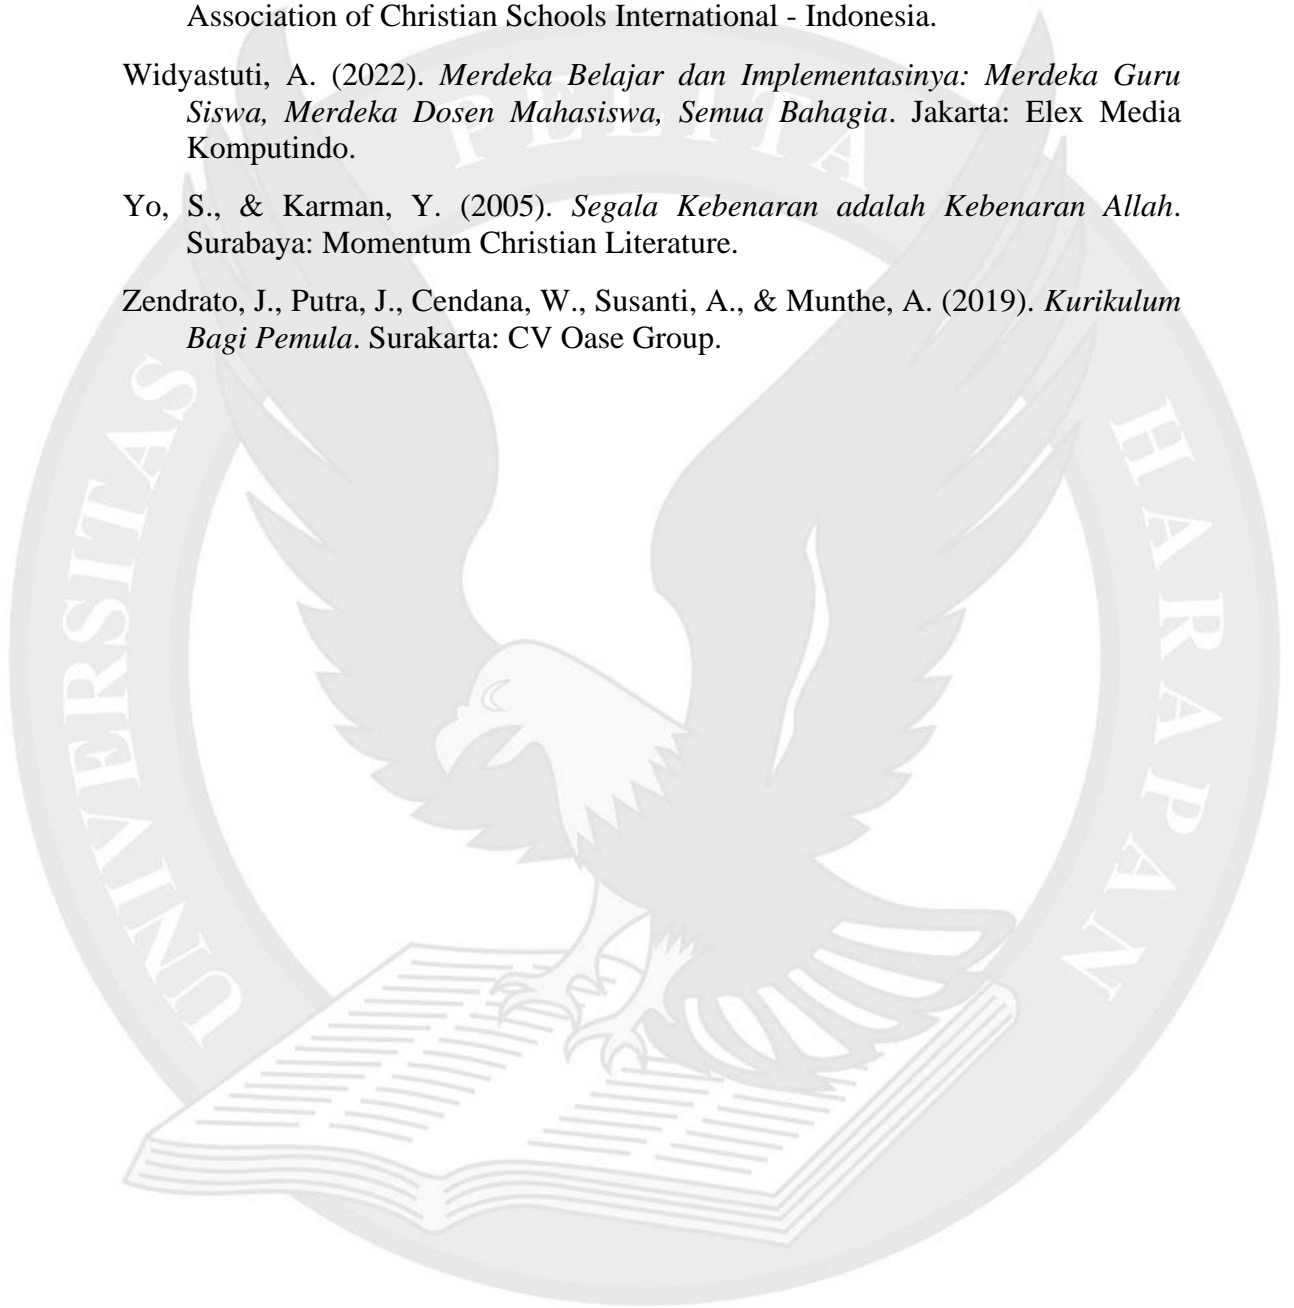 Association of Christian Schools International - Indonesia.
Widyastuti, A. (2022). Merdeka Belajar dan Implementasinya: Merdeka Guru
Siswa, Merdeka Dosen Mahasiswa, Semua Bahagia. Jakarta: Elex Media
Komputindo.
Yo, S., & Karman, Y. (2005). Segala Kebenaran adalah Kebenaran Allah.
Surabaya: Momentum Christian Literature.
Zendrato, J., Putra, J., Cendana, W., Susanti, A., & Munthe, A. (2019). Kurikulum
Bagi Pemula. Surakarta: CV Oase Group.
UNIVERSITAS
PELITA
HARAPAN